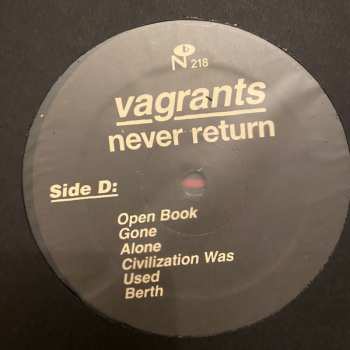 N 218
vagrants
never return
Side D:
Open Book
Gone
Alone
Civilization Was
Used
Berth